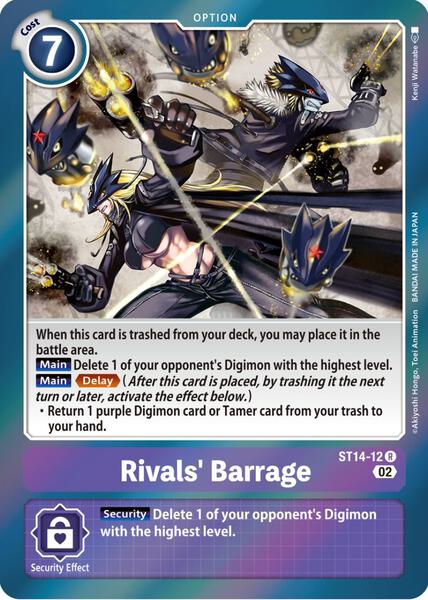 OPTION
Cost
7
Kenji Watanabe
When this card is trashed from your deck, you may place it in the
battle area.
Main Delete 1 of your opponent's Digimon with the highest level.
Main Delay (After this card is placed, by trashing it the next
turn or later, activate the effect below.)
・Return 1 purple Digimon card or Tamer card from your trash to
your hand.
©Akiyoshi Hongo, Toei Animation BANDAI MADE IN JAPAN
Rivals' Barrage
ST14-12 R
02
Security Delete 1 of your opponent's Digimon
with the highest level.
Security Effect